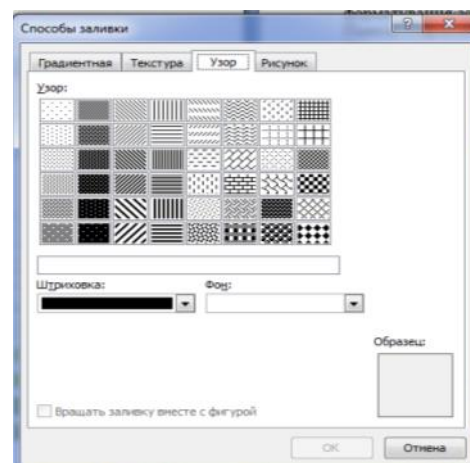 Способы заливки
Градиентная Текстура Узор Рисунок
Узор:
Штриховка: Фон:
Образец:
Вращать заливку вместе с фигурой
ОК Отмена